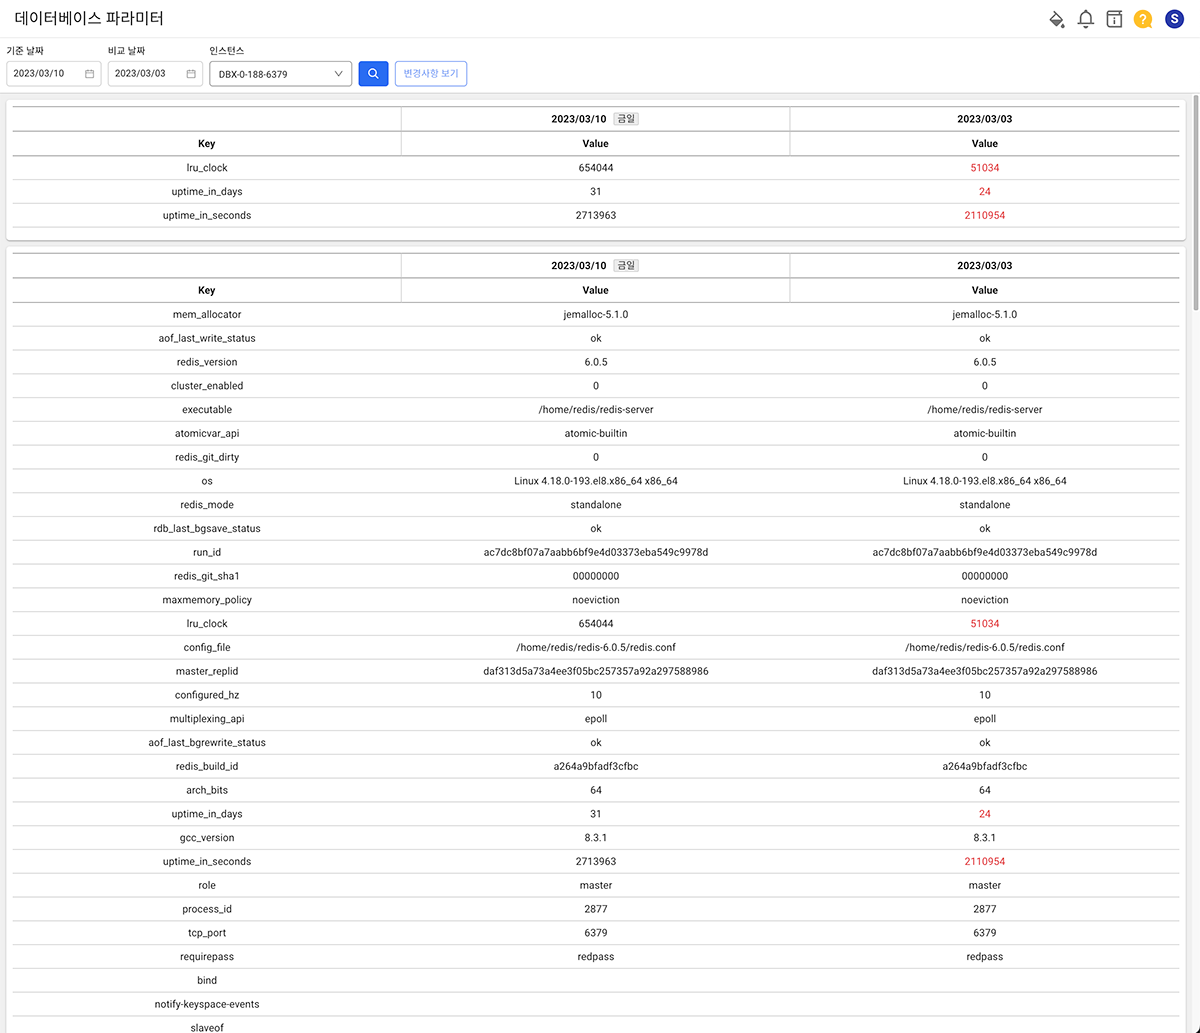 데이터베이스 파라미터
? S
기준 날짜 비교 날짜 인스턴스
2023/03/10 2023/03/03 DBX-0-188-6379 변경사항 보기
2023/03/10 금일 2023/03/03
Key Value Value
lru_clock 654044 51034
uptime_in_days 31 24
uptime_in_seconds 2713963 2110954
2023/03/10 금일 2023/03/03
Key Value Value
mem_allocator jemalloc-5.1.0 jemalloc-5.1.0
aof_last_write_status ok ok
redis_version 6.0.5 6.0.5
cluster_enabled 0 0
executable /home/redis/redis-server /home/redis/redis-server
atomicvar_api atomic-builtin atomic-builtin
redis_git_dirty 0 0
os Linux 4.18.0-193.el8.x86_64 x86_64 Linux 4.18.0-193.el8.x86_64 x86_64
redis_mode standalone standalone
rdb_last_bgsave_status ok ok
run_id ac7dc8bf07a7aabb6bf9e4d03373eba549c9978d ac7dc8bf07a7aabb6bf9e4d03373eba549c9978d
redis_git_sha1 00000000 00000000
maxmemory_policy noeviction noeviction
lru_clock 654044 51034
config_file /home/redis/redis-6.0.5/redis.conf /home/redis/redis-6.0.5/redis.conf
master_replid daf313d5a73a4ee3f05bc257357a92a297588986 daf313d5a73a4ee3f05bc257357a92a297588986
configured_hz 10 10
multiplexing_api epoll epoll
aof_last_bgrewrite_status ok ok
redis_build_id a264a9bfadf3cfbc a264a9bfadf3cfbc
arch_bits 64 64
uptime_in_days 31 24
gcc_version 8.3.1 8.3.1
uptime_in_seconds 2713963 2110954
role master master
process_id 2877 2877
tcp_port 6379 6379
requirepass redpass redpass
bind
notify-keyspace-events
slaveof